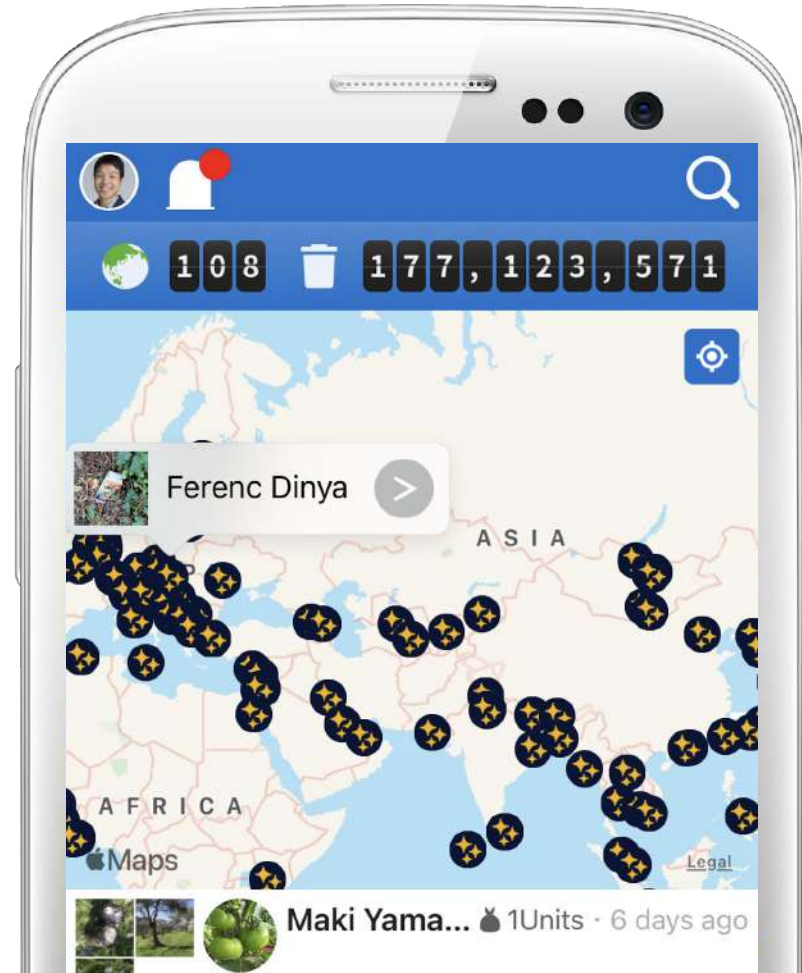 108 177,123,571
Ferenc Dinya
ASIA
P
AFRICA
Maps
Legal
Maki Yama... 1Units · 6 days ago